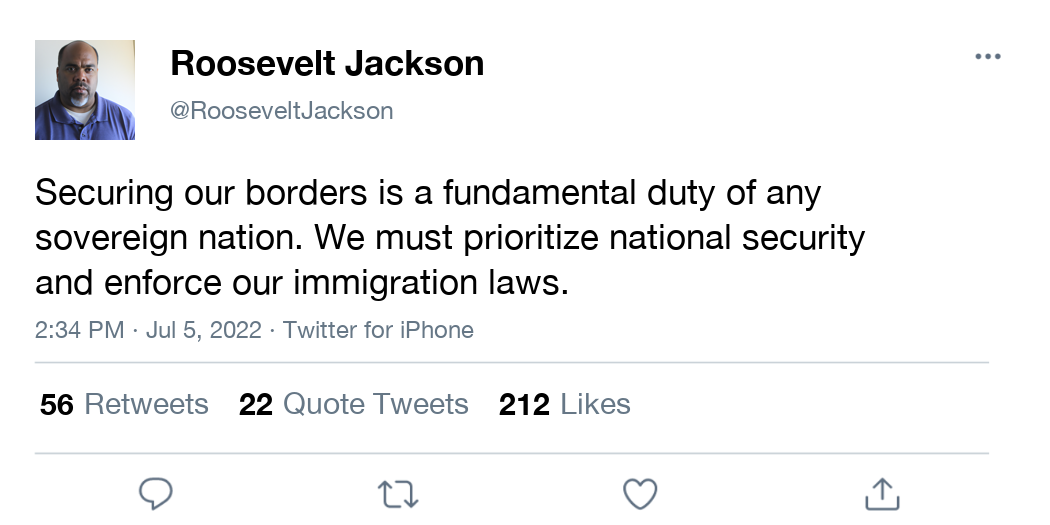 Roosevelt Jackson
@RooseveltJackson
Securing our borders is a fundamental duty of any
sovereign nation. We must prioritize national security
and enforce our immigration laws.
2:34 PM · Jul 5, 2022 · Twitter for iPhone
56 Retweets 22 Quote Tweets 212 Likes